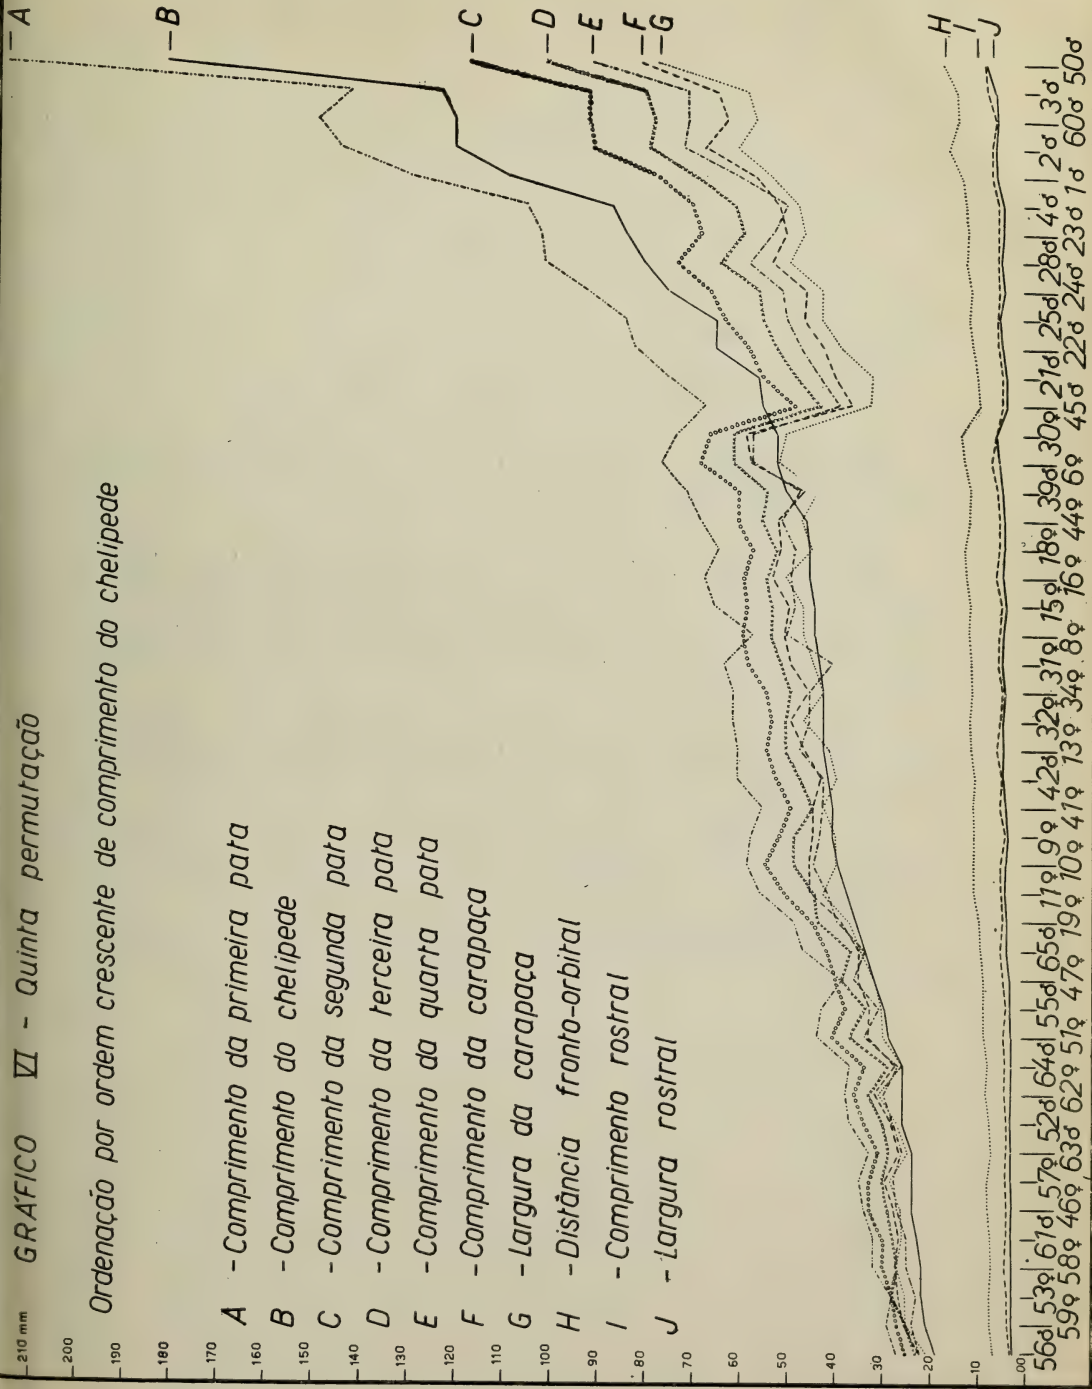 GRÁFICO VI - Quinta permutação
Ordenação por ordem crescente de comprimento do chelipede
A - Comprimento da primeira pata
B - Comprimento do chelipede
C - Comprimento da segunda pata
D - Comprimento da terceira pata
E - Comprimento da quarta pata
F - Comprimento da carapaça
G - Largura da carapaça
H - Distância fronto-orbital
I - Comprimento rostral
J - Largura rostral
A
B
C
D
E
F
G
H
I
J
210 mm
200
190
180
170
160
150
140
130
120
110
100
90
80
70
60
50
40
30
20
10
00
56♂ 53♀ 61♂ 57♀ 52♂ 64♂ 55♂ 65♂ 11♀ 9♀ 42♂ 32♀ 31♀ 15♀ 18♀ 39♂ 30♀ 21♂ 25♂ 28♂ 4♂ 2♂ 3♂
59♀ 58♀ 46♀ 63♂ 62♀ 51♀ 47♀ 19♀ 10♀ 41♀ 13♀ 34♀ 8♀ 16♀ 44♀ 6♀ 45♂ 22♂ 24♂ 23♂ 1♂ 60♂ 50♂